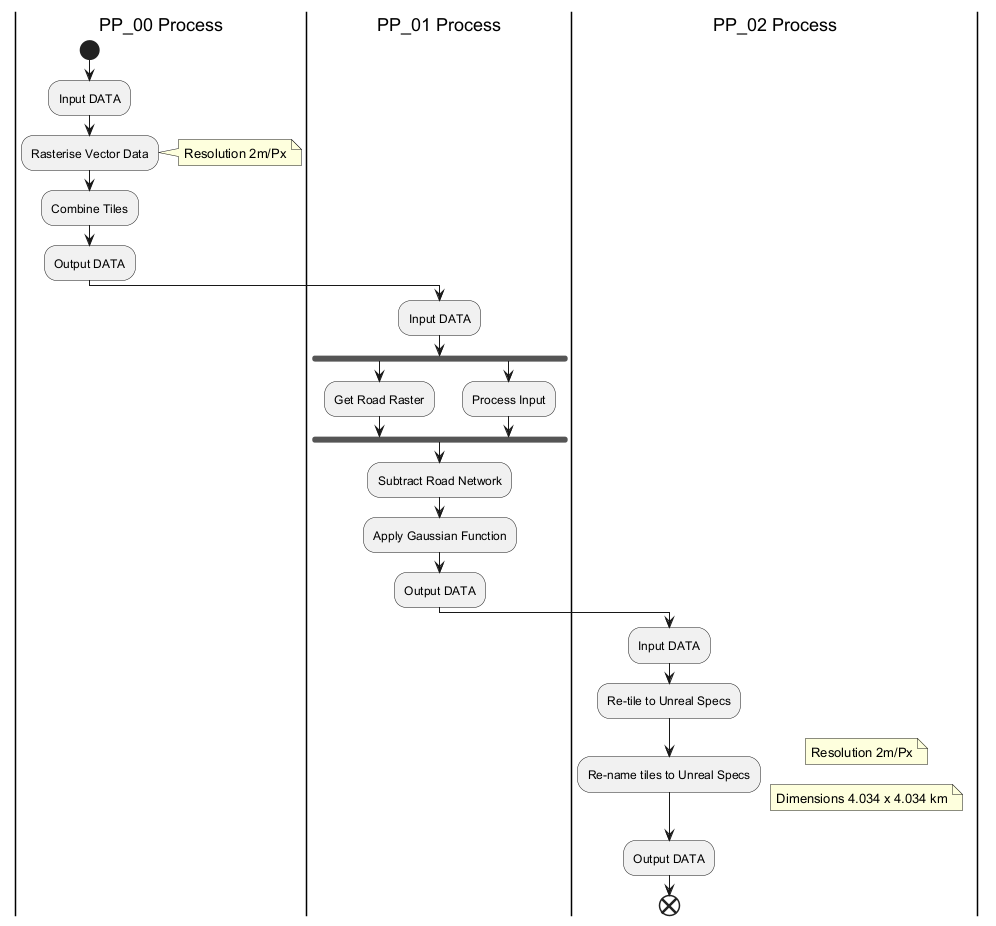 PP_00 Process
PP_01 Process
PP_02 Process
Input DATA
Rasterise Vector Data
Resolution 2m/Px
Combine Tiles
Output DATA
Input DATA
Get Road Raster
Process Input
Subtract Road Network
Apply Gaussian Function
Output DATA
Input DATA
Re-tile to Unreal Specs
Resolution 2m/Px
Re-name tiles to Unreal Specs
Dimensions 4.034 x 4.034 km
Output DATA